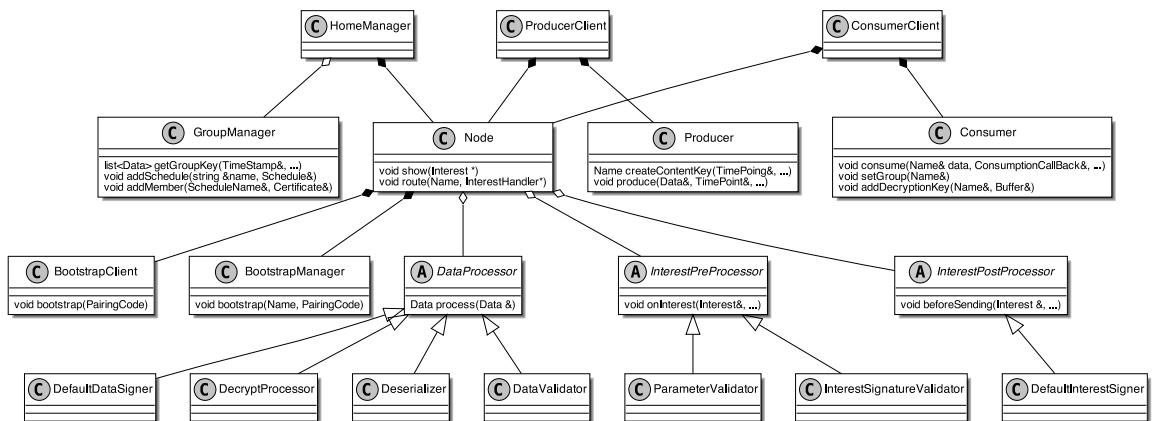 C HomeManager
C ProducerClient
C ConsumerClient
C GroupManager
list<Data> getGroupKey(TimeStamp&, ...)
void addSchedule(string &name, Schedule&)
void addMember(ScheduleName&, Certificate&)
C Node
void show(Interest *)
void route(Name, InterestHandler*)
C Producer
Name createContentKey(TimePoing&, ...)
void produce(Data&, TimePoint&, ...)
C Consumer
void consume(Name& data, ConsumptionCallBack&, ...)
void setGroup(Name&)
void addDecryptionKey(Name&, Buffer&)
C BootstrapClient
void bootstrap(PairingCode)
C BootstrapManager
void bootstrap(Name, PairingCode)
A DataProcessor
Data process(Data &)
A InterestPreProcessor
void onInterest(Interest&, ...)
A InterestPostProcessor
void beforeSending(Interest &, ...)
C DefaultDataSigner
C DecryptProcessor
C Deserializer
C DataValidator
C ParameterValidator
C InterestSignatureValidator
C DefaultInterestSigner